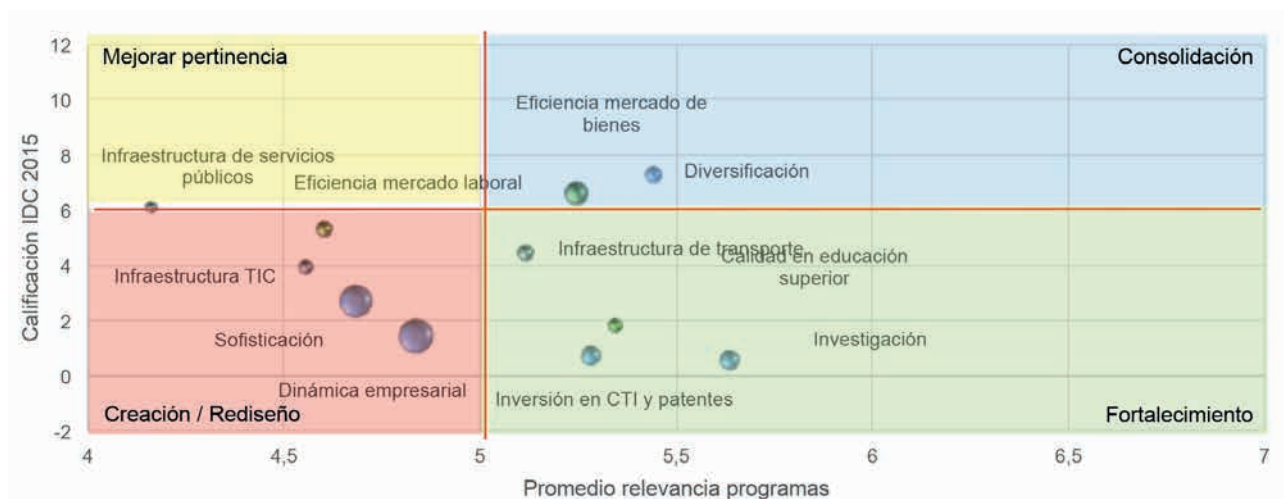 Mejorar pertinencia
Consolidación
Eficiencia mercado de
bienes
Infraestructura de servicios
públicos
Eficiencia mercado laboral
Diversificación
Infraestructura de transporte
Calidad en educación
superior
Infraestructura TIC
Sofisticación
Investigación
Dinámica empresarial
Inversión en CTI y patentes
Creación / Rediseño
Fortalecimiento
Calificación IDC 2015
12
10
8
6
4
2
0
-2
4
4,5
5
5,5
6
6,5
7
Promedio relevancia programas